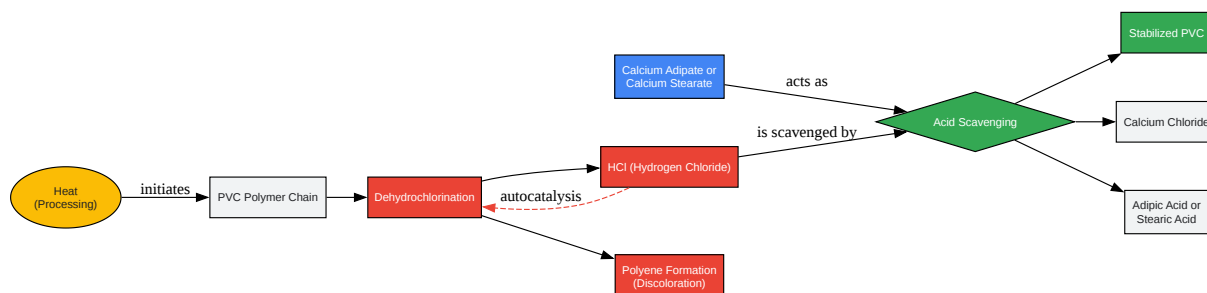 Heat
(Processing)
initiates
PVC Polymer Chain
Dehydrochlorination
autocatalysis
HCl (Hydrogen Chloride)
Polyene Formation
(Discoloration)
Calcium Adipate or
Calcium Stearate
acts as
is scavenged by
Acid Scavenging
Stabilized PVC
Calcium Chloride
Adipic Acid or
Stearic Acid